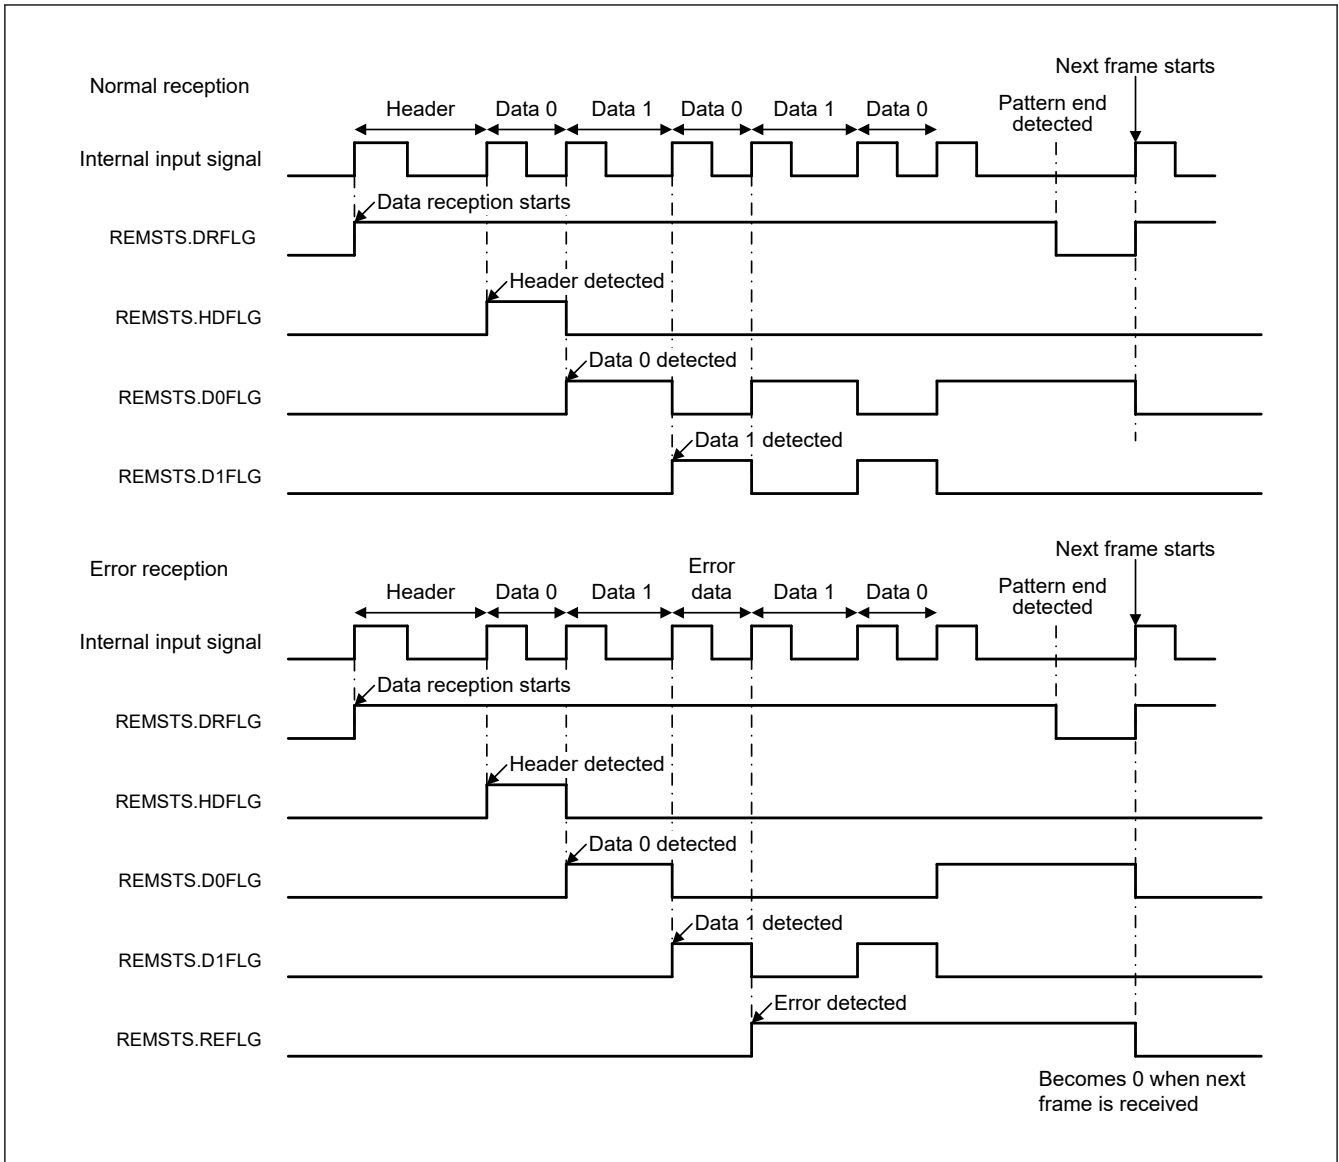 Next frame starts
Normal reception
Header
Data 0
Data 1
Data 0
Data 1
Data 0
Pattern end
detected
Internal input signal
Data reception starts
REMSTS.DRFLG
Header detected
REMSTS.HDFLG
Data 0 detected
REMSTS.D0FLG
Data 1 detected
REMSTS.D1FLG
Next frame starts
Error reception
Header
Data 0
Data 1
Error
data
Data 1
Data 0
Pattern end
detected
Internal input signal
Data reception starts
REMSTS.DRFLG
Header detected
REMSTS.HDFLG
Data 0 detected
REMSTS.D0FLG
Data 1 detected
REMSTS.D1FLG
Error detected
REMSTS.REFLG
Becomes 0 when next
frame is received